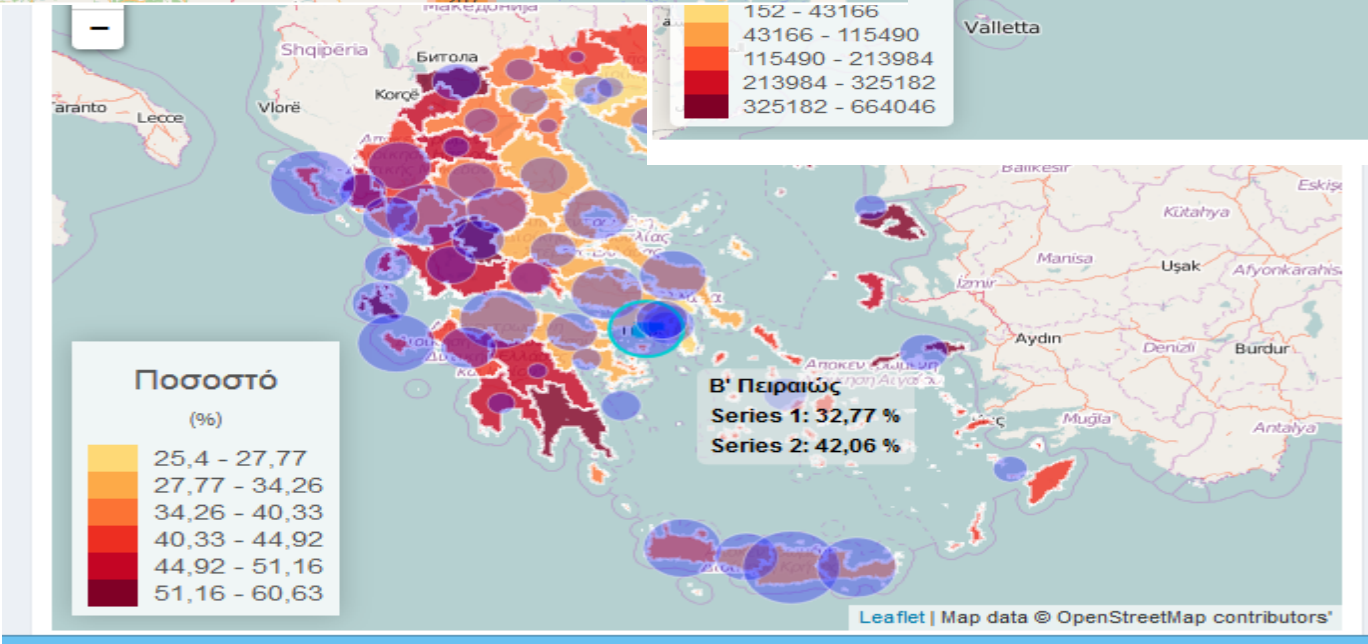 152 - 43166
43166 - 115490
115490 - 213984
213984 - 325182
325182 - 664046
Valletta
Македонија
Shqipëria
Битола
Korçë
Vlorë
aranto
Lecce
Balıkesir
Eskişe
Kütahya
Manisa
Uşak
Afyonkarahis
İzmir
Aydın
Denizli
Burdur
Muğla
Antalya
Β' Πειραιώς
Series 1: 32,77 %
Series 2: 42,06 %
Ποσοστό
(%)
25,4 - 27,77
27,77 - 34,26
34,26 - 40,33
40,33 - 44,92
44,92 - 51,16
51,16 - 60,63
Leaflet | Map data © OpenStreetMap contributors'